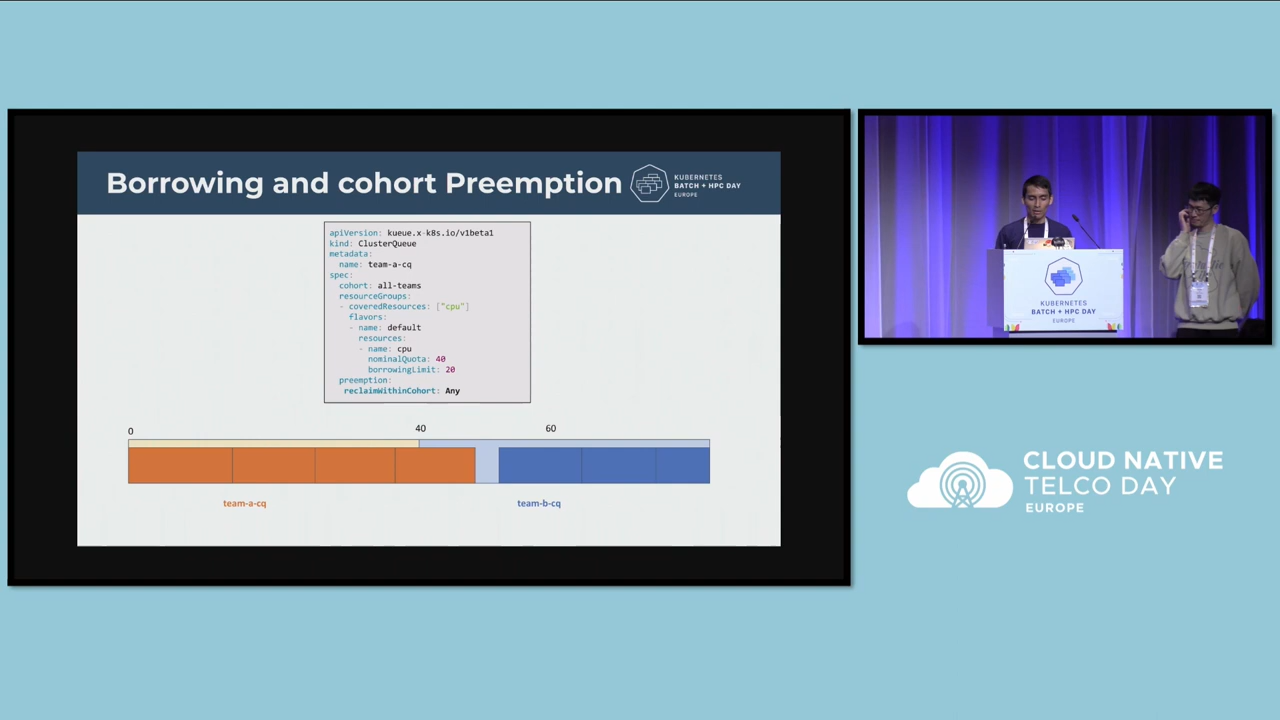 Borrowing and cohort Preemption
KUBERNETES
BATCH + HPC DAY
EUROPE
apiVersion: kueue.x-k8s.io/v1beta1
kind: ClusterQueue
metadata:
name: team-a-cq
spec:
cohort: all-teams
resourceGroups:
- coveredResources: ["cpu"]
flavors:
- name: default
resources:
- name: cpu
nominalQuota: 40
borrowingLimit: 20
preemption:
reclaimWithinCohort: Any
0
40
60
team-a-cq
team-b-cq
KUBERNETES
BATCH + HPC DAY
EUROPE
CLOUD NATIVE
TELCO DAY
EUROPE